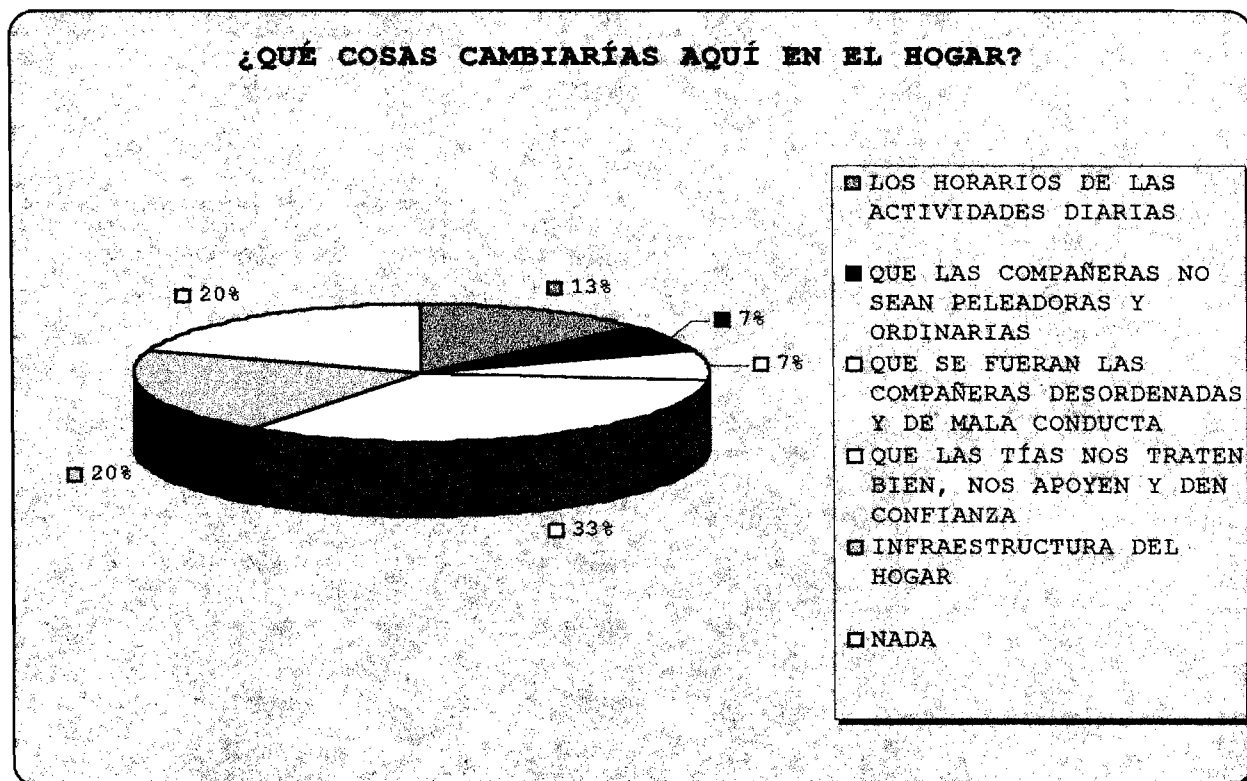 ¿QUÉ COSAS CAMBIARÍAS AQUÍ EN EL HOGAR?
20%
13%
7%
7%
20%
33%
LOS HORARIOS DE LAS
ACTIVIDADES DIARIAS
QUE LAS COMPAÑERAS NO
SEAN PELEADORAS Y
ORDINARIAS
QUE SE FUERAN LAS
COMPAÑERAS DESORDENADAS
Y DE MALA CONDUCTA
QUE LAS TÍAS NOS TRATEN
BIEN, NOS APOYEN Y DEN
CONFIANZA
INFRAESTRUCTURA DEL
HOGAR
NADA